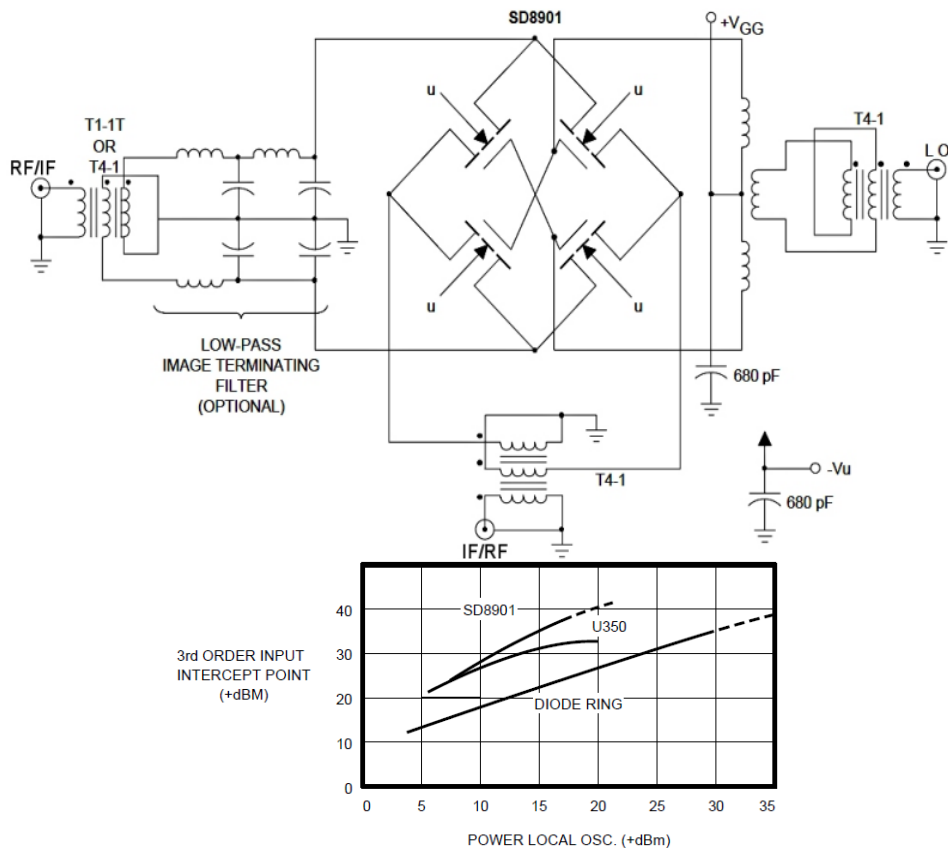 SD8901
+VGG
u
u
T1-1T
OR
T4-1
T4-1
RF/IF
LO
u
u
LOW-PASS
IMAGE TERMINATING
FILTER
(OPTIONAL)
680 pF
T4-1
-Vu
680 pF
IF/RF
40
SD8901
U350
3rd ORDER INPUT
INTERCEPT POINT
(+dBM)
30
20
DIODE RING
10
0
0 5 10 15 20 25 30 35
POWER LOCAL OSC. (+dBm)